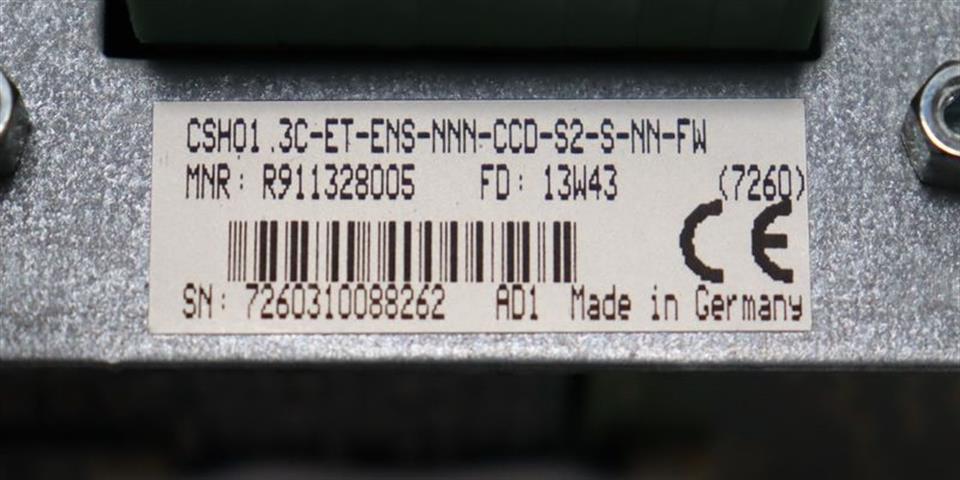 CSH01.3C-ET-ENS-NNN-CCD-S2-S-NN-FW
MNR: R911328005 FD: 13W43 (7260)
CE
SN: 7260310088262 AD1 Made in Germany